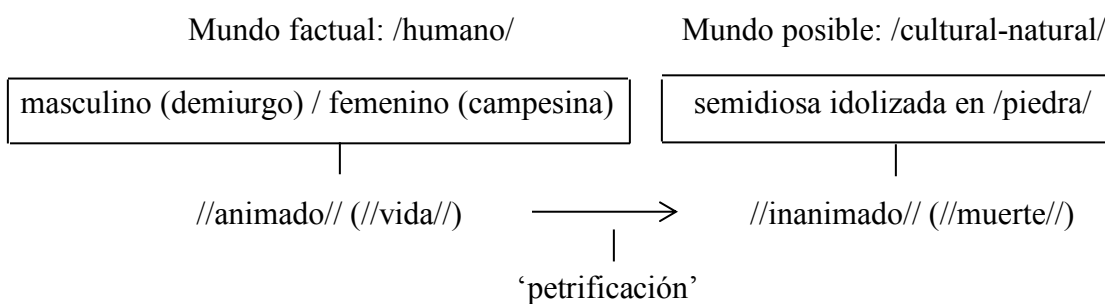 Mundo factual: /humano/ Mundo posible: /cultural-natural/
masculino (demiurgo) / femenino (campesina) semidiosa idolizada en /piedra/
//animado// (//vida//) //inanimado// (//muerte//)
‘petrificación’